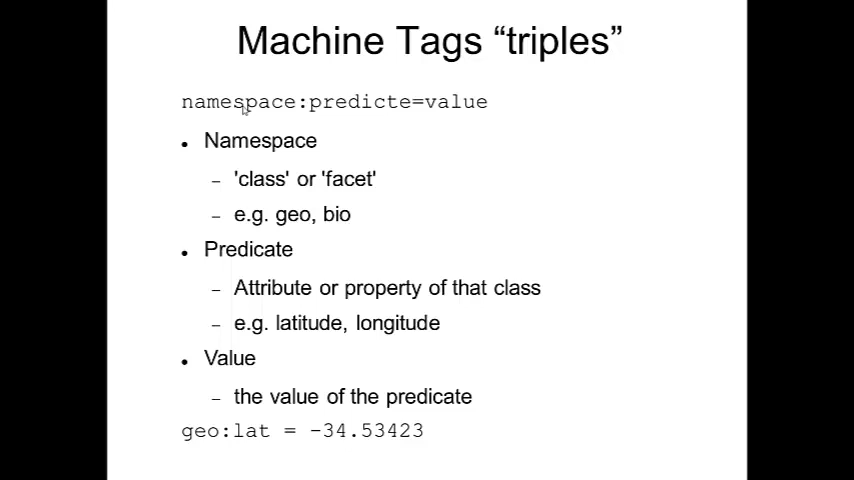 Machine Tags “triples”
namespace:predicte=value
• Namespace
– 'class' or 'facet'
– e.g. geo, bio
• Predicate
– Attribute or property of that class
– e.g. latitude, longitude
• Value
– the value of the predicate
geo:lat = -34.53423